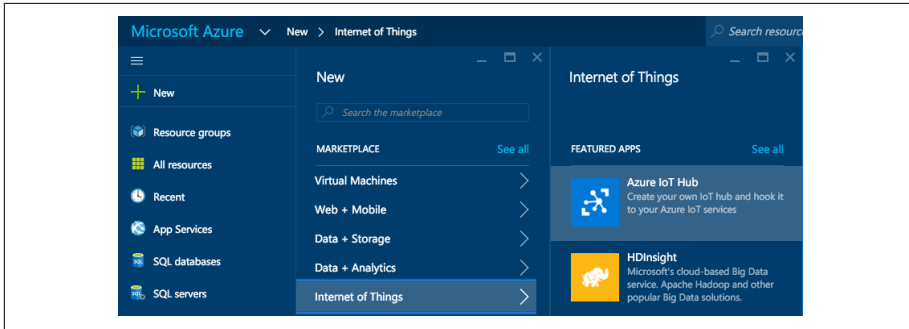 Microsoft Azure New > Internet of Things Search resourc
New
Resource groups
All resources
Recent
App Services
SQL databases
SQL servers
New
Search the marketplace
MARKETPLACE See all
Virtual Machines
Web + Mobile
Data + Storage
Data + Analytics
Internet of Things
Internet of Things
FEATURED APPS See all
Azure IoT Hub
Create your own IoT hub and hook it
to your Azure IoT services
HDInsight
Microsoft's cloud-based Big Data
service. Apache Hadoop and other
popular Big Data solutions.